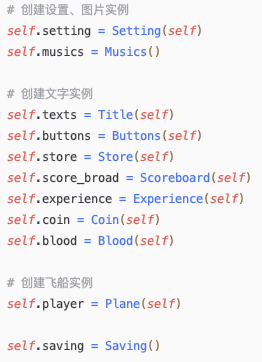 # 创建设置、图片实例
self.setting = Setting(self)
self.musics = Musics()
# 创建文字实例
self.texts = Title(self)
self.buttons = Buttons(self)
self.store = Store(self)
self.score_broad = Scoreboard(self)
self.experience = Experience(self)
self.coin = Coin(self)
self.blood = Blood(self)
# 创建飞船实例
self.player = Plane(self)
self.saving = Saving()